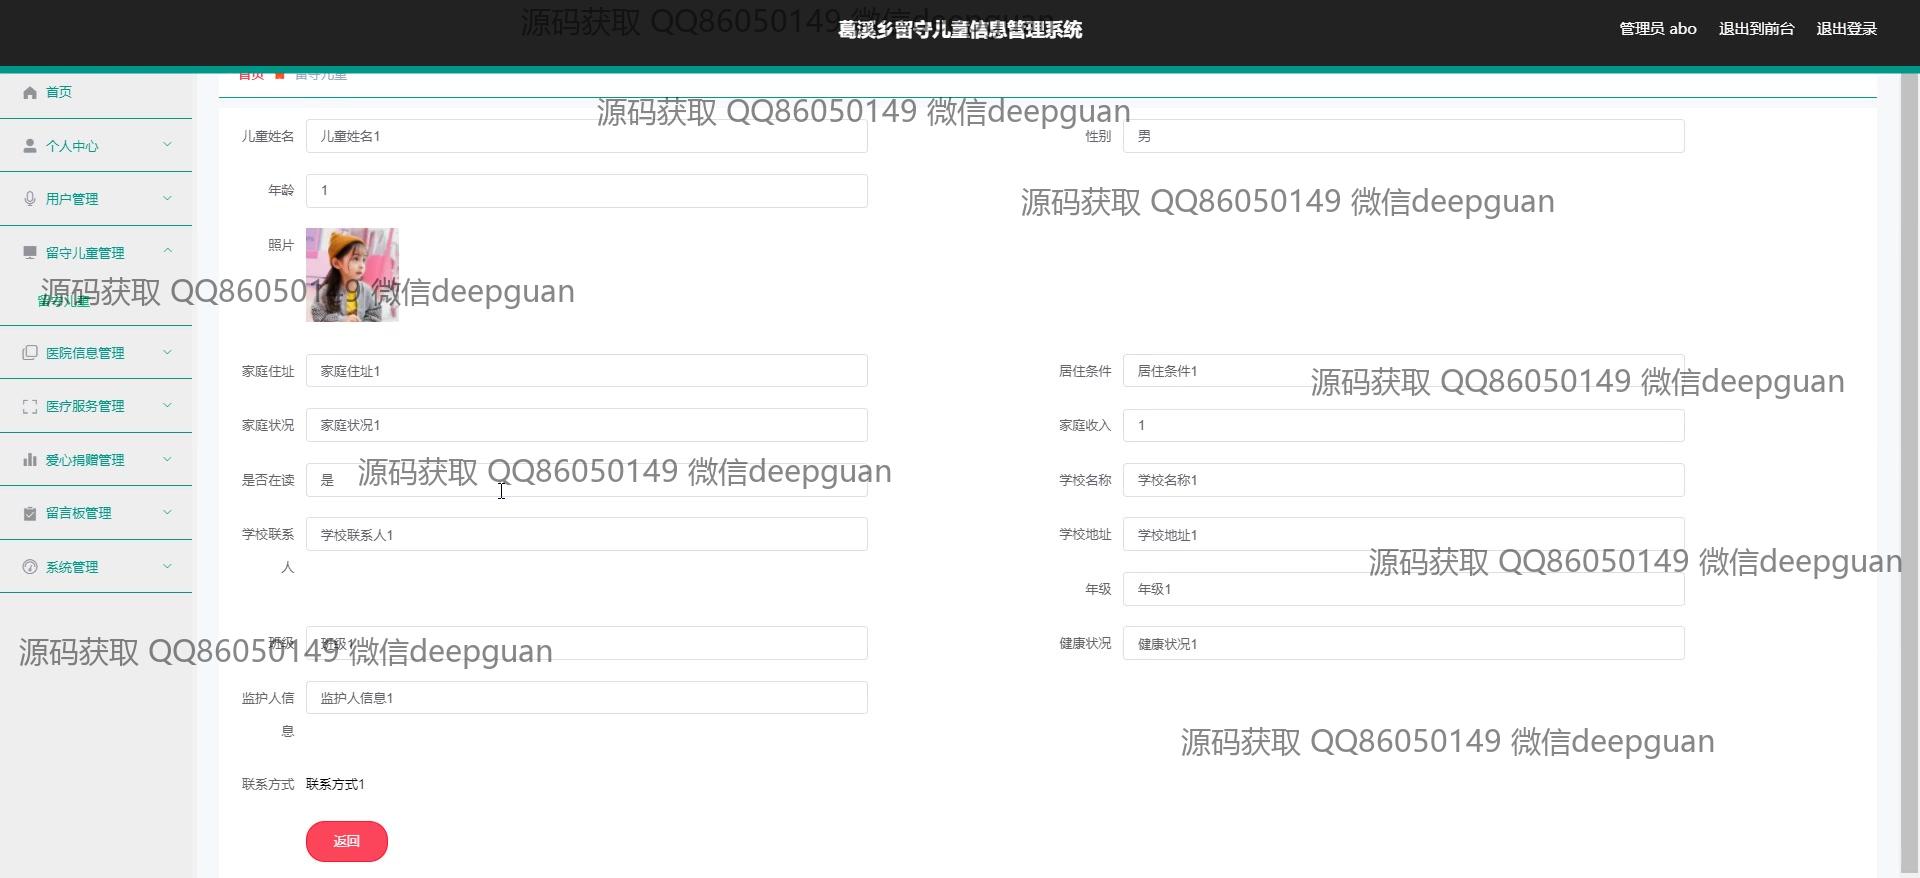 源码获取 QQ86050149 微信deepguan
葛溪乡留守儿童信息管理系统
管理员 abo 退出到前台 退出登录
首页 留守儿童
首页
个人中心
用户管理
留守儿童管理
留守儿童
医院信息管理
医疗服务管理
爱心捐赠管理
留言板管理
系统管理
源码获取 QQ86050149 微信deepguan
儿童姓名 儿童姓名1
性别 男
年龄 1
源码获取 QQ86050149 微信deepguan
照片
源码获取 QQ86050149 微信deepguan
家庭住址 家庭住址1
居住条件 居住条件1
源码获取 QQ86050149 微信deepguan
家庭状况 家庭状况1
家庭收入 1
是否在读 是
源码获取 QQ86050149 微信deepguan
学校名称 学校名称1
学校联系人 学校联系人1
学校地址 学校地址1
源码获取 QQ86050149 微信deepguan
年级 年级1
班级 班级1
源码获取 QQ86050149 微信deepguan
健康状况 健康状况1
监护人信息 监护人信息1
源码获取 QQ86050149 微信deepguan
联系方式 联系方式1
返回